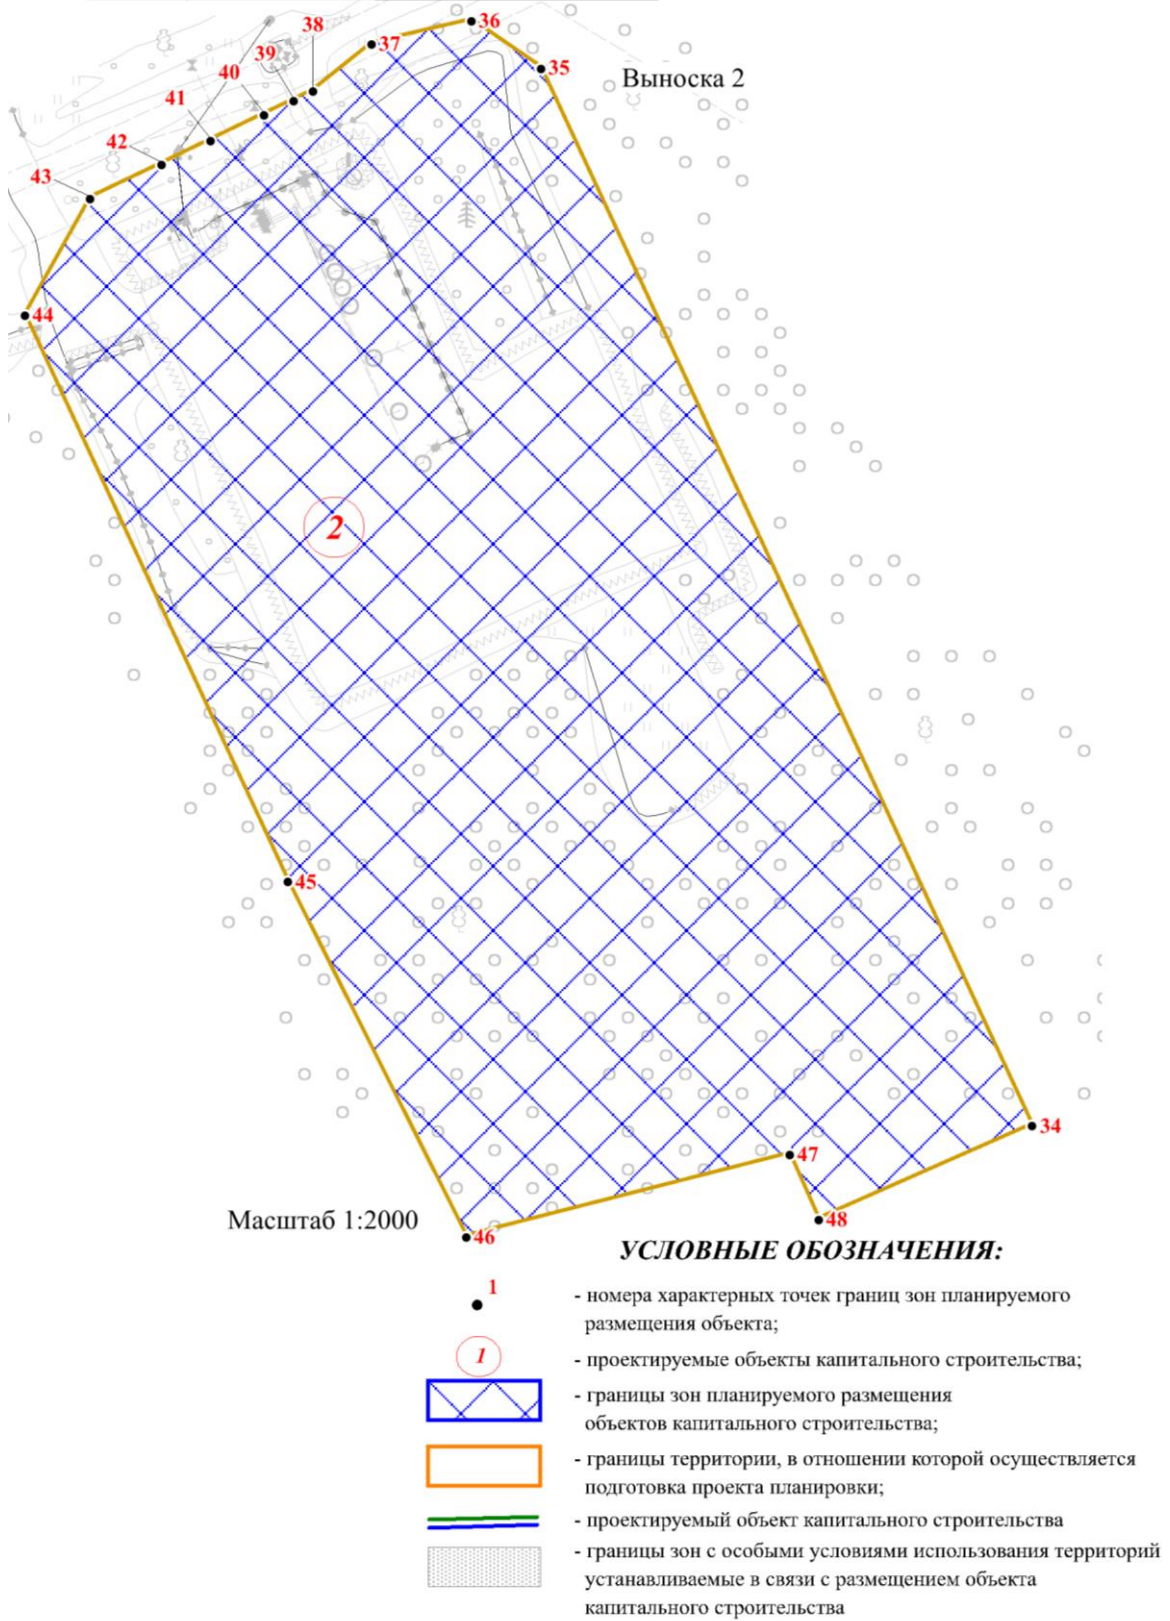 36
38
37
39
35
Выноска 2
40
41
42
43
44
2
45
34
47
Масштаб 1:2000
48
46
УСЛОВНЫЕ ОБОЗНАЧЕНИЯ:
1
- номера характерных точек границ зон планируемого
размещения объекта;
1
- проектируемые объекты капитального строительства;
- границы зон планируемого размещения
объектов капитального строительства;
- границы территории, в отношении которой осуществляется
подготовка проекта планировки;
- проектируемый объект капитального строительства
- границы зон с особыми условиями использования территорий
устанавливаемые в связи с размещением объекта
капитального строительства